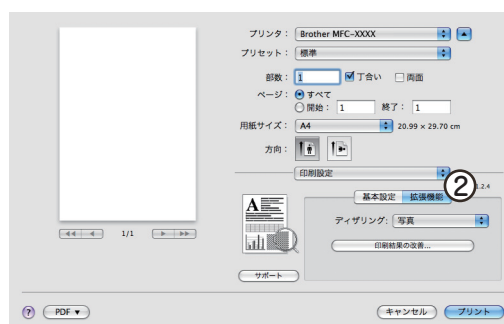 プリンタ： Brother MFC-XXXX
プリセット： 標準
部数： 1 丁合い 両面
ページ： すべて
開始： 1 終了： 1
用紙サイズ： A4 20.99 × 29.70 cm
方向：
印刷設定
②
1.2.4
基本設定 拡張機能
ディザリング: 写真
印刷結果の改善...
サポート
1/1
? PDF ▼ キャンセル プリント